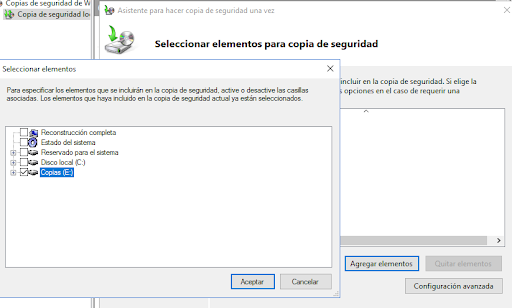 Copias de seguridad de W
Copia de seguridad lo
Asistente para hacer copia de seguridad una vez
Seleccionar elementos para copia de seguridad
Seleccionar elementos
Para especificar los elementos que se incluirán en la copia de seguridad, active o desactive las casillas
asociadas. Los elementos que haya incluido en la copia de seguridad actual ya están seleccionados.
incluir en la copia de seguridad. Si elige la
s opciones en el caso de requerir una
Reconstrucción completa
Estado del sistema
Reservado para el sistema
Disco local (C:)
Copias (E:)
Aceptar
Cancelar
Agregar elementos
Quitar elementos
Configuración avanzada